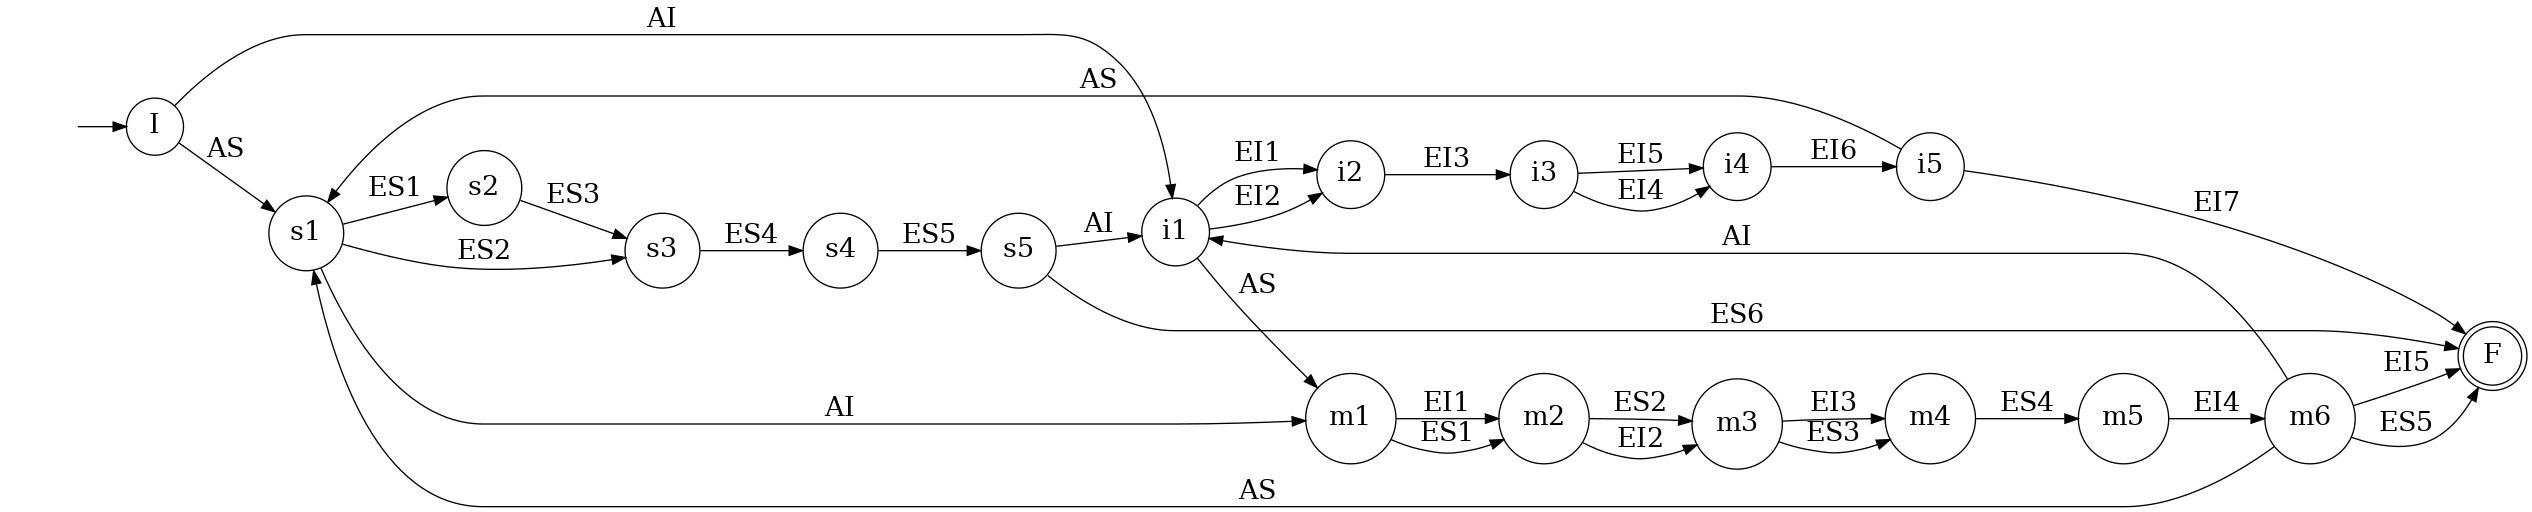 AI
AS
I
AS
EI1
EI3
EI5
EI6
i2
i3
i4
i5
ES1
s2
ES3
EI2
EI4
EI7
s1
ES2
s3
ES4
s4
ES5
s5
AI
i1
AI
AS
ES6
F
AI
m1
EI1
ES1
m2
ES2
EI2
m3
EI3
ES3
m4
ES4
m5
EI4
m6
EI5
ES5
AS